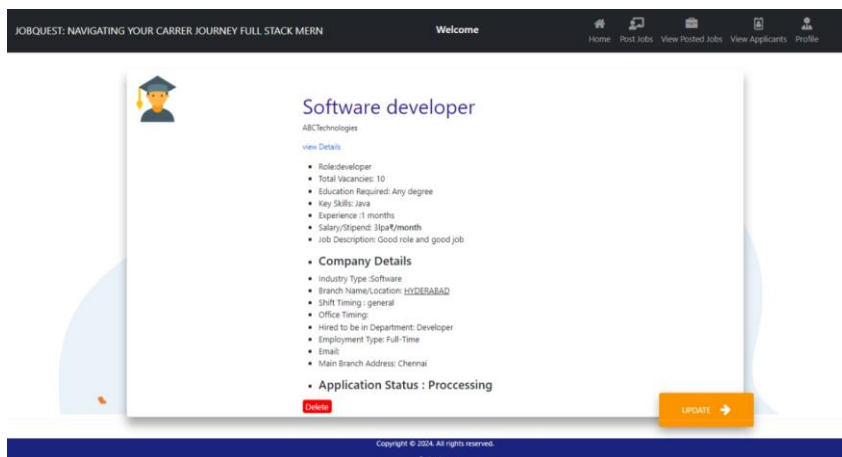 JOBQUEST: NAVIGATING YOUR CARRER JOURNEY FULL STACK MERN
Welcome
Home Post Jobs View Posted Jobs View Applicants Profile
Software developer
ABCTechnologies
view Details
Role:developer
Total Vacancies: 10
Education Required: Any degree
Key Skills: Java
Experience :1 months
Salary/Stipend: 3lpa₹/month
Job Description: Good role and good job
Company Details
Industry Type :Software
Branch Name/Location: HYDERABAD
Shift Timing : general
Office Timing:
Hired to be in Department: Developer
Employment Type: Full-Time
Email:
Main Branch Address: Chennai
Application Status : Proccessing
Delete
UPDATE
Copyright © 2024. All rights reserved.